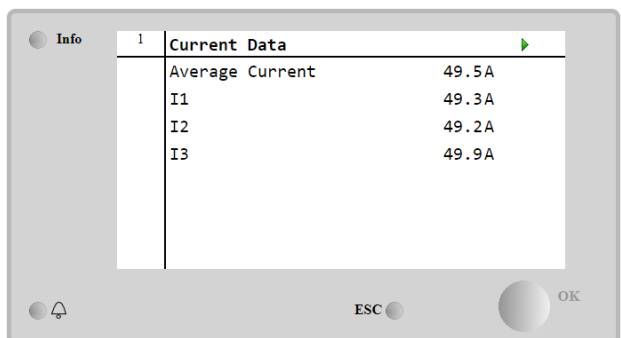 Info
1 Current Data
Average Current 49.5A
I1 49.3A
I2 49.2A
I3 49.9A
ESC
OK